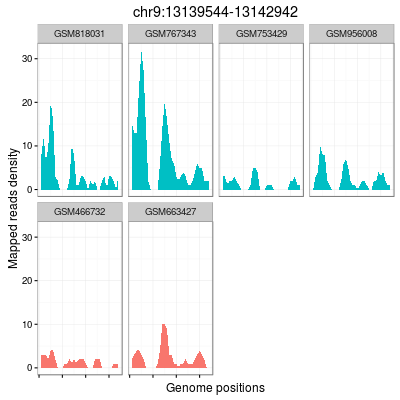 chr9:13139544-13142942
GSM818031 GSM767343 GSM753429 GSM956008
30
20
10
0
GSM466732 GSM663427
30
20
10
0
Mapped reads density
Genome positions